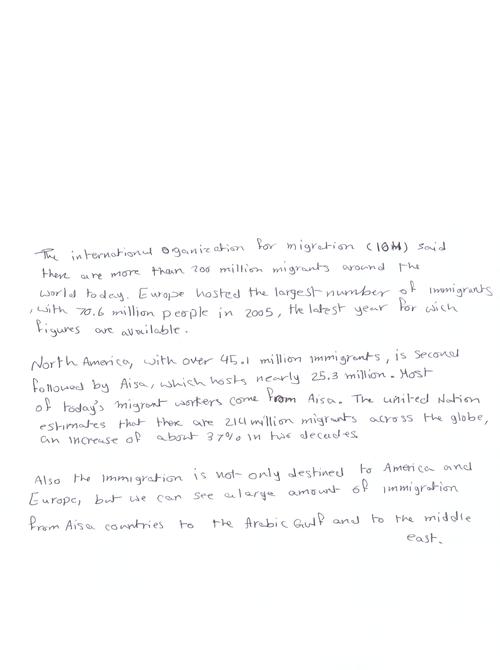 The international Oganization for migration (IOM) said
there are more than 200 million migrants around the
world today. Europe hosted the largest number of immigrants
, with 70.6 million people in 2005, the latest year for wich
figures are available.
North America, with over 45.1 million immigrants, is second
followed by Aisa, which hosts nearly 25.3 million. Most
of today's migrant workers come from Aisa. The united Nation
estimates that there are 214 million migrants across the globe,
an increase of about 37% in two decades
Also the immigration is not only destined to America and
Europe, but we can see a large amount of immigration
from Aisa countries to the Arabic Gulf and to the middle
east.